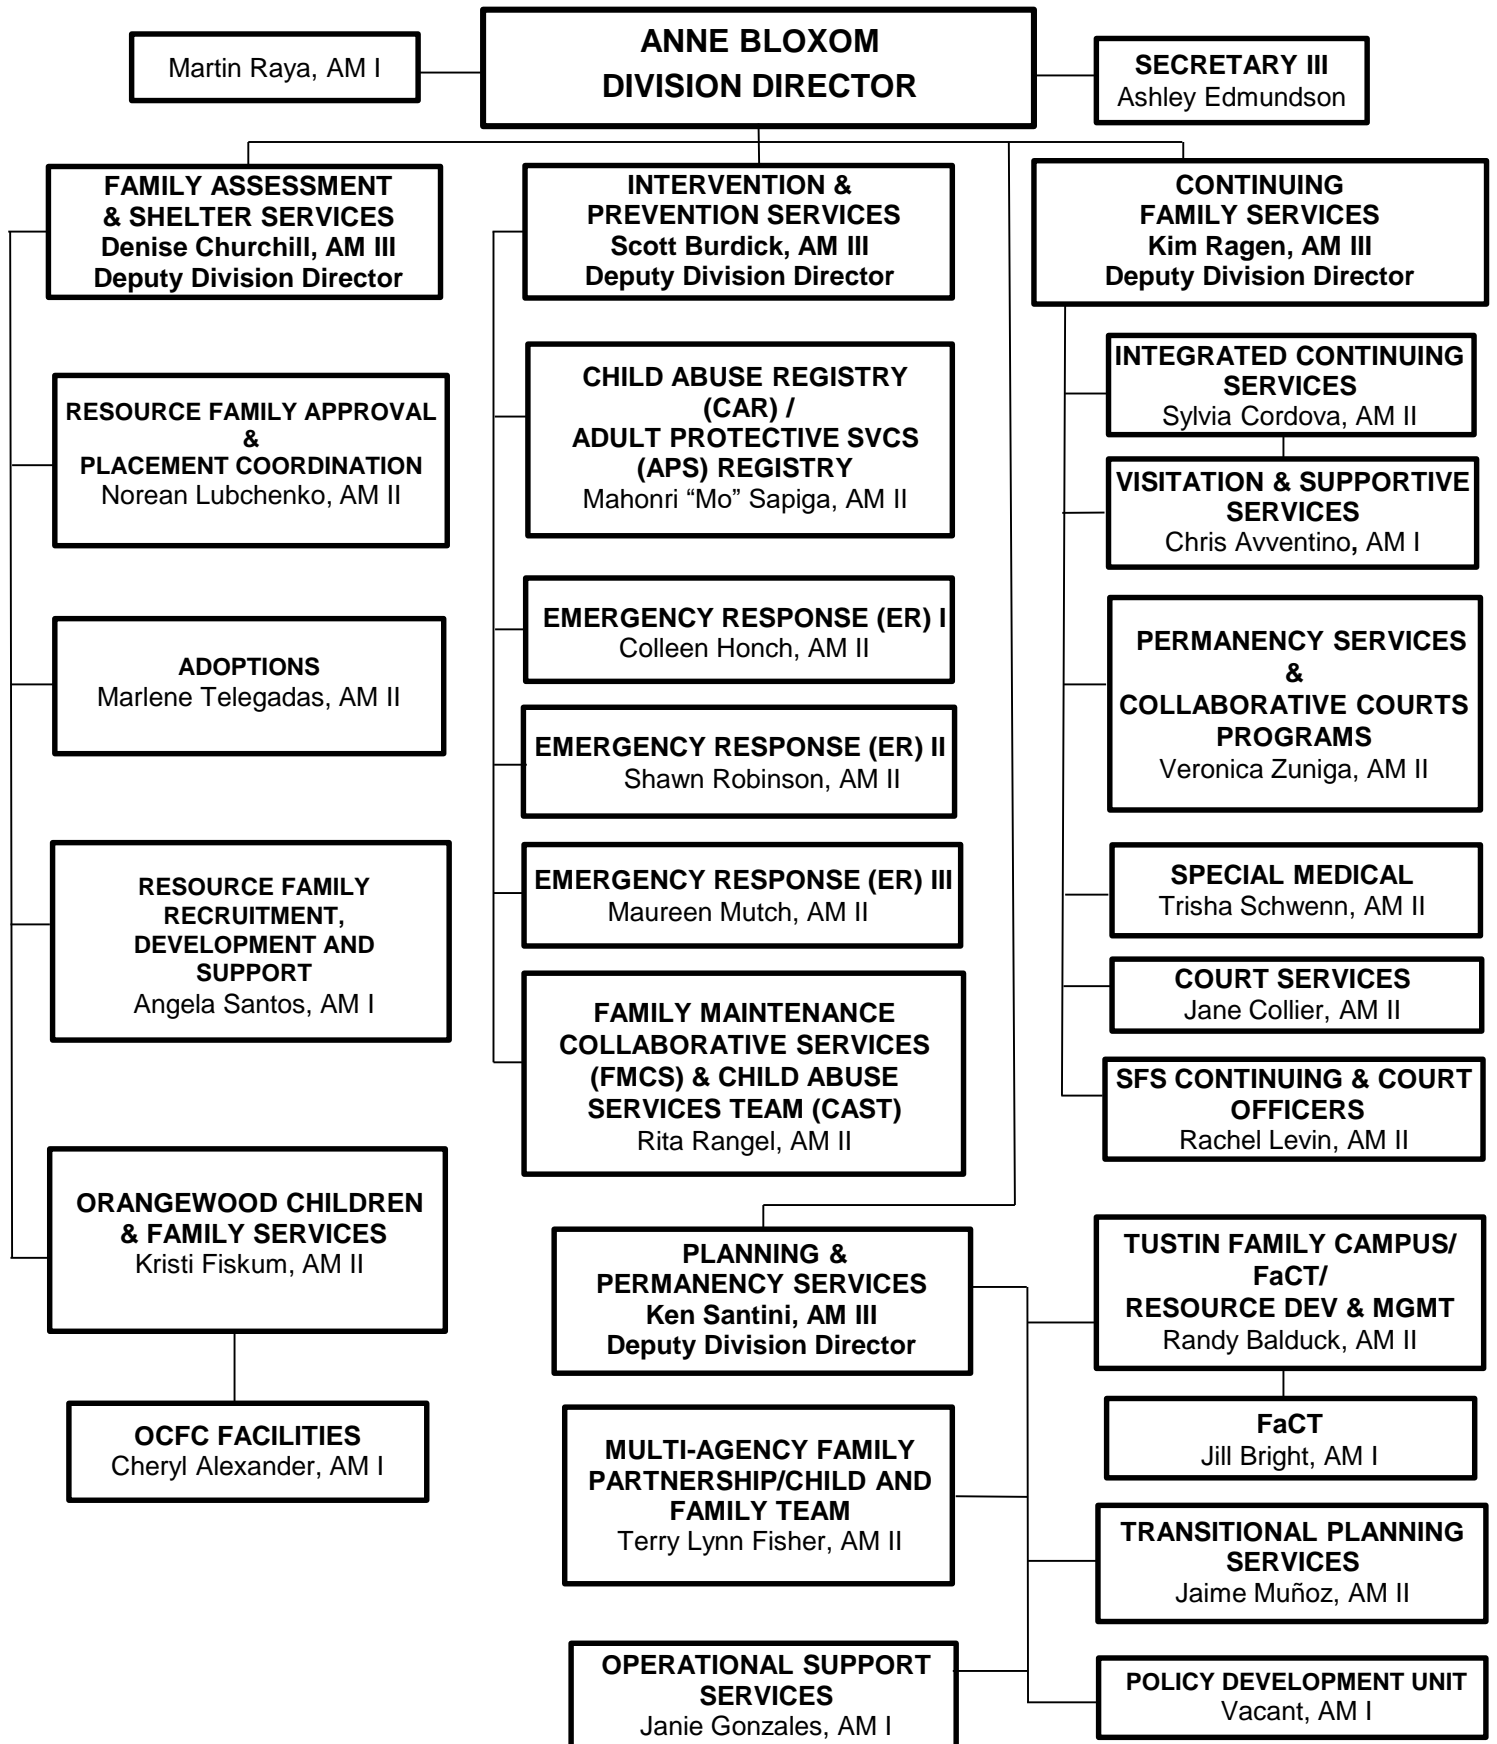 ANNE BLOXOM
DIVISION DIRECTOR
Martin Raya, AM I
SECRETARY III
Ashley Edmundson
FAMILY ASSESSMENT
& SHELTER SERVICES
Denise Churchill, AM III
Deputy Division Director
RESOURCE FAMILY APPROVAL
&
PLACEMENT COORDINATION
Norean Lubchenko, AM II
ADOPTIONS
Marlene Telegadas, AM II
RESOURCE FAMILY
RECRUITMENT,
DEVELOPMENT AND
SUPPORT
Angela Santos, AM I
ORANGEWOOD CHILDREN
& FAMILY SERVICES
Kristi Fiskum, AM II
OCFC FACILITIES
Cheryl Alexander, AM I
INTERVENTION &
PREVENTION SERVICES
Scott Burdick, AM III
Deputy Division Director
CHILD ABUSE REGISTRY
(CAR) /
ADULT PROTECTIVE SVCS
(APS) REGISTRY
Mahonri “Mo” Sapiga, AM II
EMERGENCY RESPONSE (ER) I
Colleen Honch, AM II
EMERGENCY RESPONSE (ER) II
Shawn Robinson, AM II
EMERGENCY RESPONSE (ER) III
Maureen Mutch, AM II
FAMILY MAINTENANCE
COLLABORATIVE SERVICES
(FMCS) & CHILD ABUSE
SERVICES TEAM (CAST)
Rita Rangel, AM II
CONTINUING
FAMILY SERVICES
Kim Ragen, AM III
Deputy Division Director
INTEGRATED CONTINUING
SERVICES
Sylvia Cordova, AM II
VISITATION & SUPPORTIVE
SERVICES
Chris Avventino, AM I
PERMANENCY SERVICES
&
COLLABORATIVE COURTS
PROGRAMS
Veronica Zuniga, AM II
SPECIAL MEDICAL
Trisha Schwenn, AM II
COURT SERVICES
Jane Collier, AM II
SFS CONTINUING & COURT
OFFICERS
Rachel Levin, AM II
PLANNING &
PERMANENCY SERVICES
Ken Santini, AM III
Deputy Division Director
MULTI-AGENCY FAMILY
PARTNERSHIP/CHILD AND
FAMILY TEAM
Terry Lynn Fisher, AM II
OPERATIONAL SUPPORT
SERVICES
Janie Gonzales, AM I
TUSTIN FAMILY CAMPUS/
FaCT/
RESOURCE DEV & MGMT
Randy Balduck, AM II
FaCT
Jill Bright, AM I
TRANSITIONAL PLANNING
SERVICES
Jaime Muñoz, AM II
POLICY DEVELOPMENT UNIT
Vacant, AM I